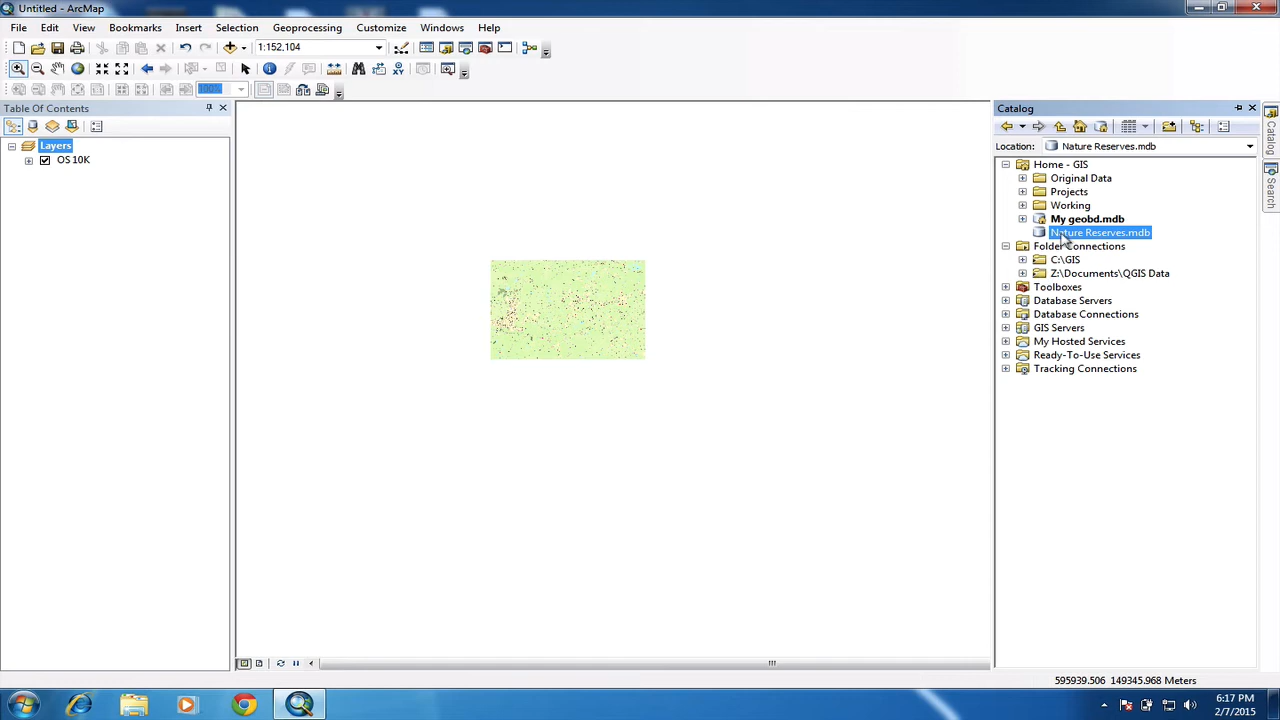 Untitled - ArcMap
File Edit View Bookmarks Insert Selection Geoprocessing Customize Windows Help
1:152,104
100%
Table Of Contents
Layers
OS 10K
Catalog
Location: Nature Reserves.mdb
Home - GIS
Original Data
Projects
Working
My geobd.mdb
Nature Reserves.mdb
Folder Connections
C:\GIS
Z:\Documents\QGIS Data
Toolboxes
Database Servers
Database Connections
GIS Servers
My Hosted Services
Ready-To-Use Services
Tracking Connections
Catalog
Search
595939.506 149345.968 Meters
6:17 PM
2/7/2015